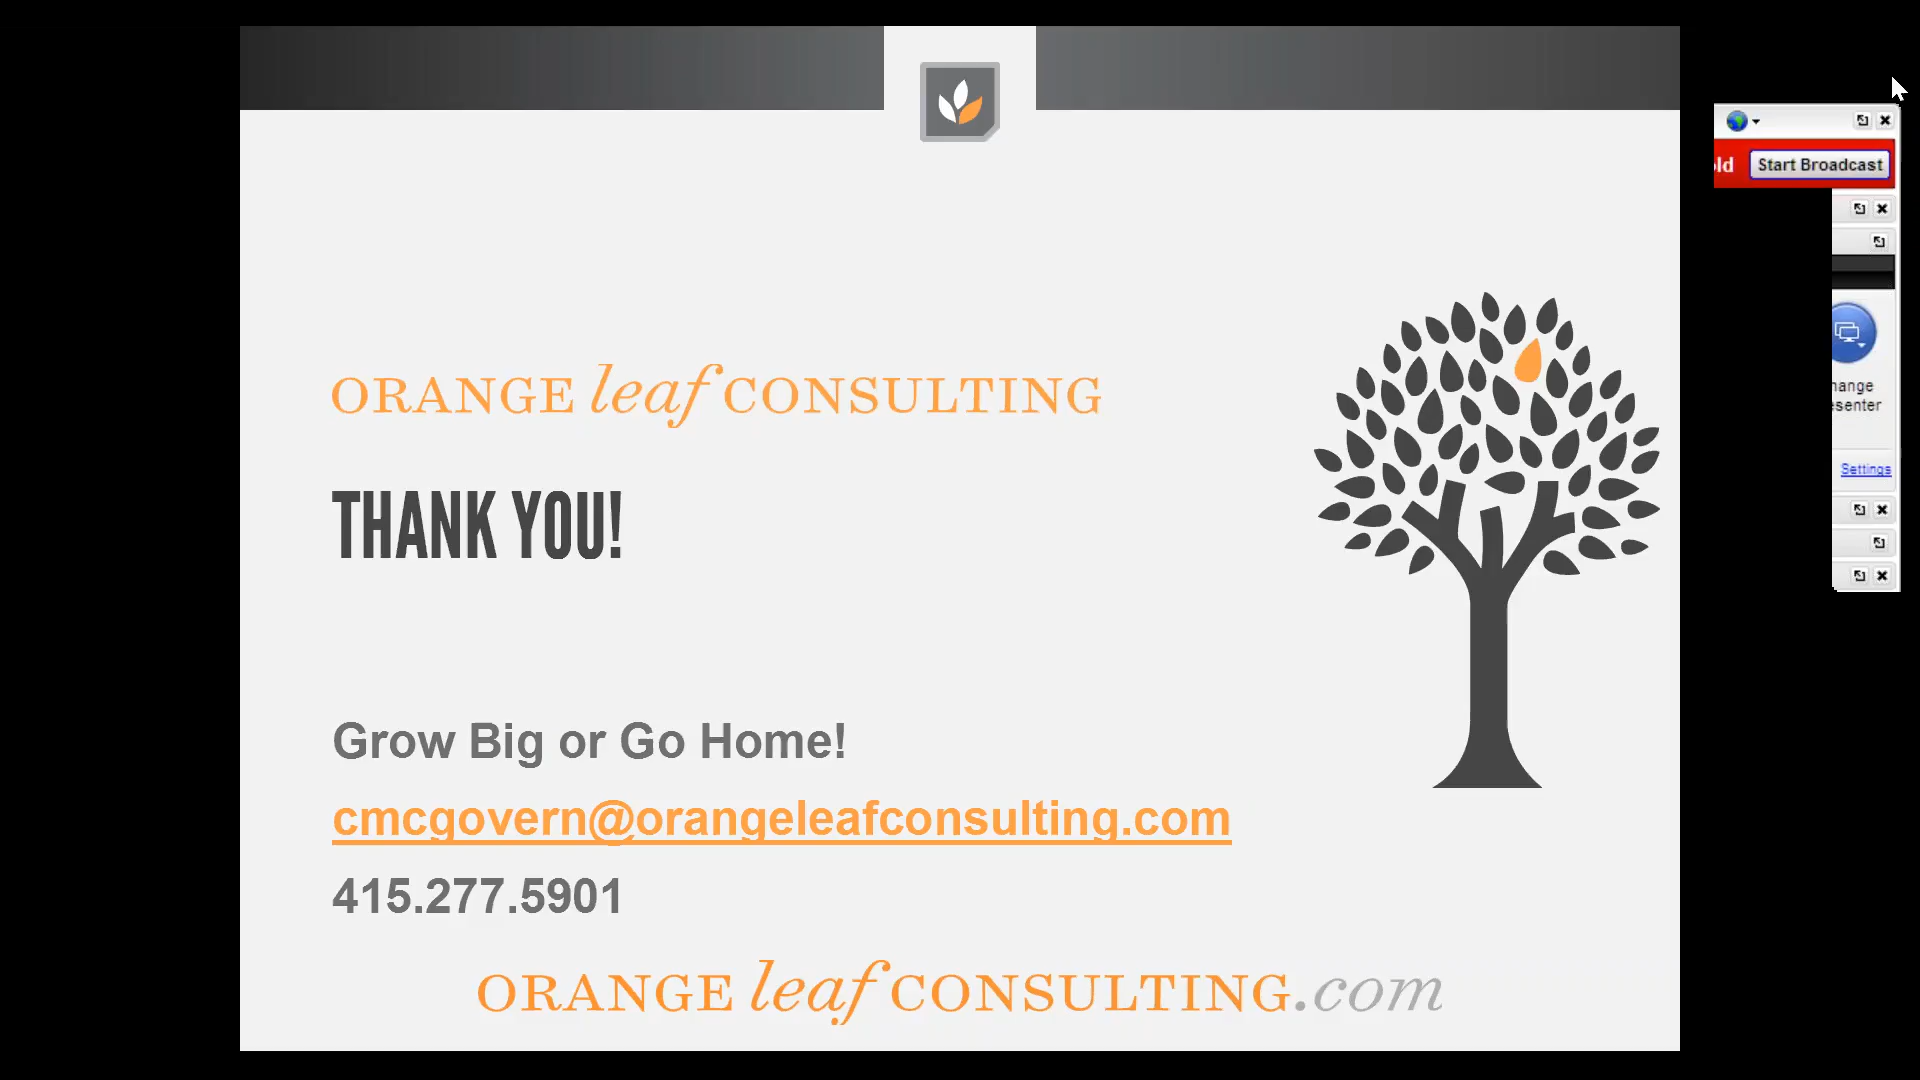 ORANGE leaf CONSULTING
THANK YOU!
Grow Big or Go Home!
cmcgovern@orangeleafconsulting.com
415.277.5901
ORANGE leaf CONSULTING.com
Start Broadcast
Settings